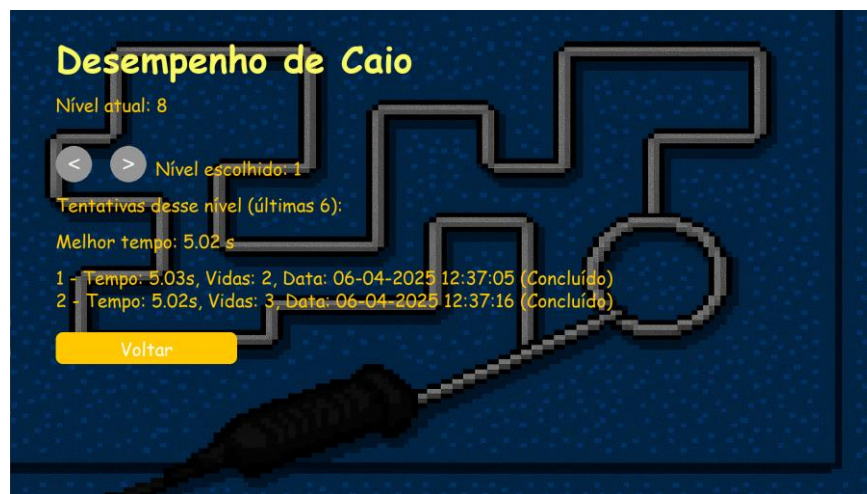 Desempenho de Caio
Nível atual: 8
< > Nível escolhido: 1
Tentativas desse nível (últimas 6):
Melhor tempo: 5.02 s
1 - Tempo: 5.03s, Vidas: 2, Data: 06-04-2025 12:37:05 (Concluído)
2 - Tempo: 5.02s, Vidas: 3, Data: 06-04-2025 12:37:16 (Concluído)
Voltar